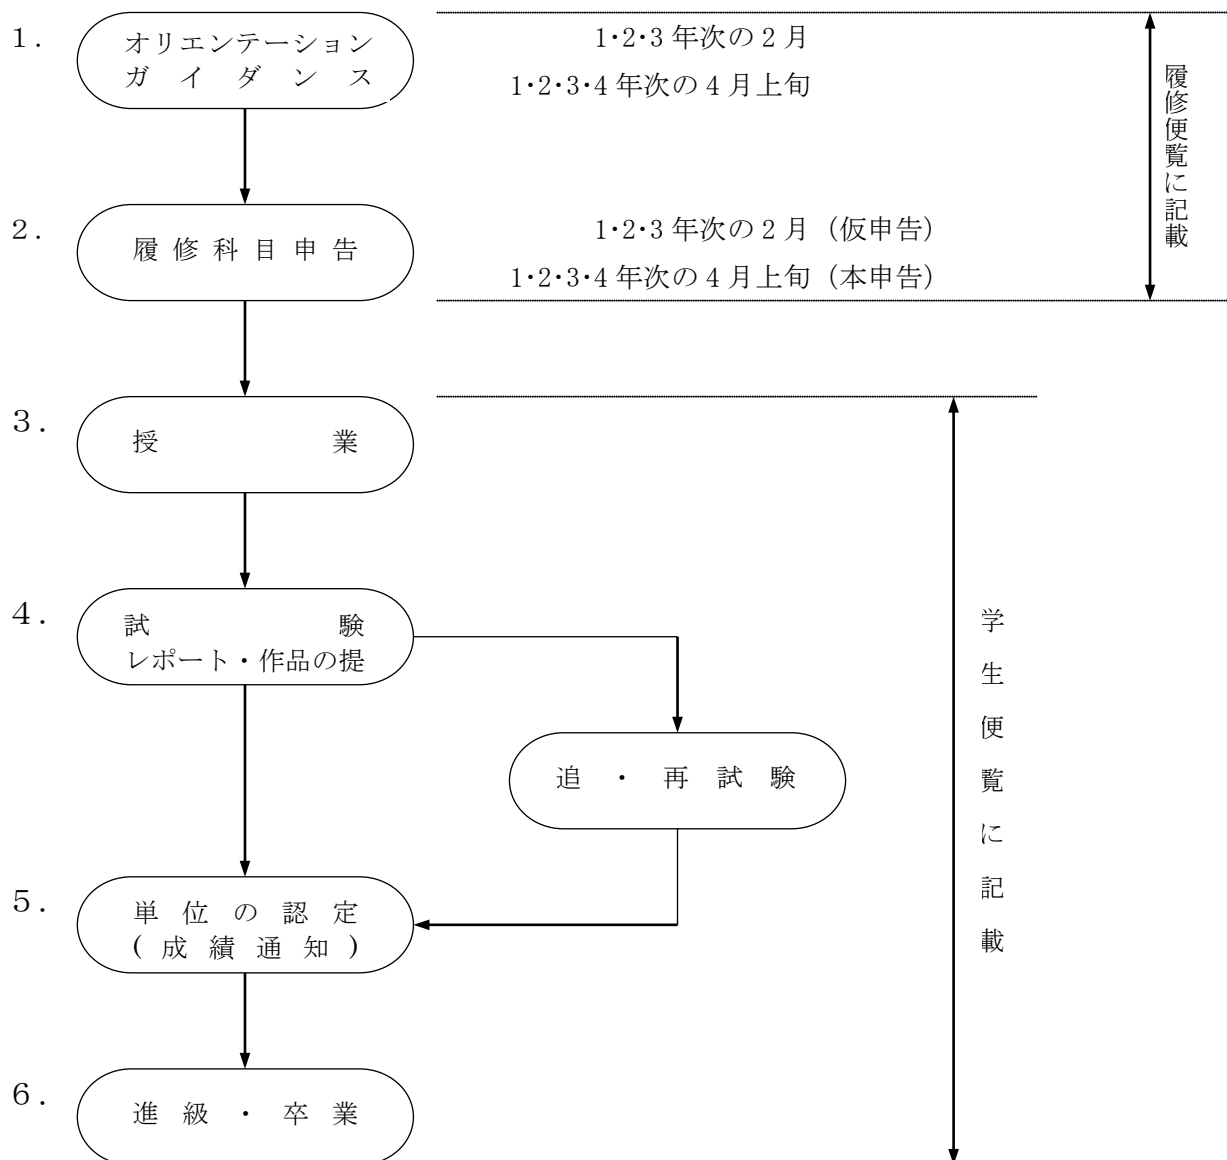 1. オリエンテーション
ガイダンス
1・2・3年次の2月
1・2・3・4年次の4月上旬
履修便覧に記載
2. 履修科目申告
1・2・3年次の2月（仮申告）
1・2・3・4年次の4月上旬（本申告）
3. 授業
4. 試験
レポート・作品の提
追・再試験
5. 単位の認定
(成績通知)
6. 進級・卒業
学生便覧に記載